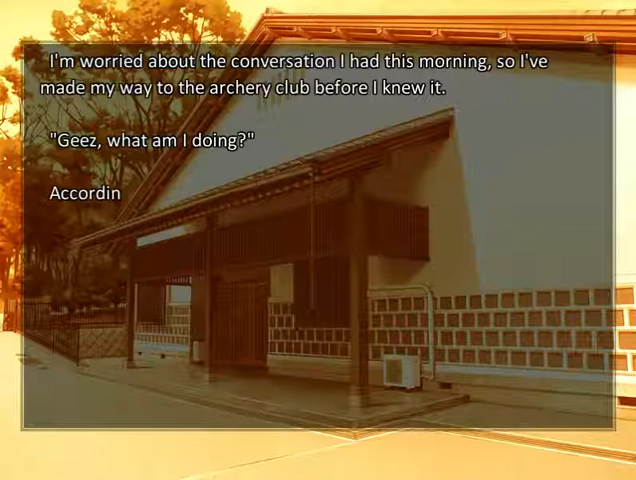 I'm worried about the conversation I had this morning, so I've
made my way to the archery club before I knew it.
"Geez, what am I doing?"
Accordin